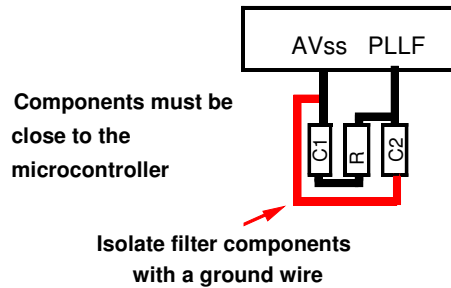 AVss PLLF
Components must be
close to the
microcontroller
C1
R
C2
Isolate filter components
with a ground wire